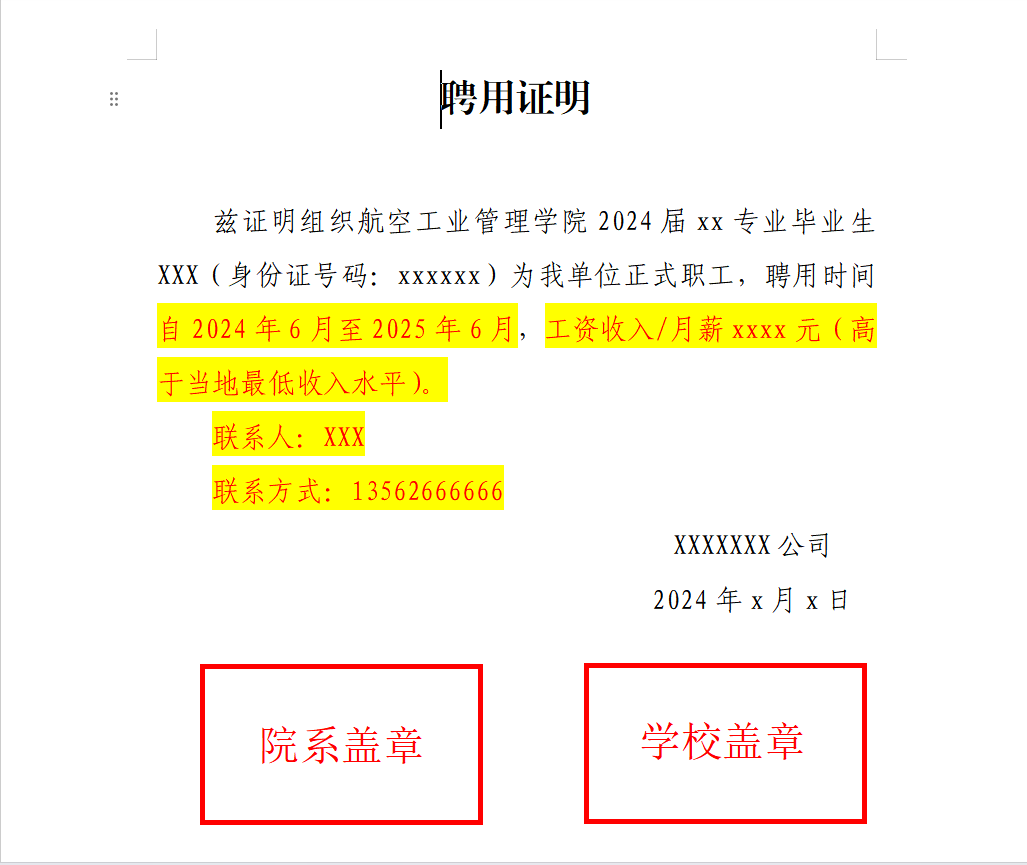 聘用证明
兹证明组织航空工业管理学院 2024 届 xx 专业毕业生
XXX（身份证号码：xxxxxx）为我单位正式职工，聘用时间
自 2024 年 6 月至 2025 年 6 月，工资收入/月薪 xxxx 元（高
于当地最低收入水平）。
联系人：XXX
联系方式：13562666666
XXXXXXX 公司
2024 年 x 月 x 日
院系盖章
学校盖章